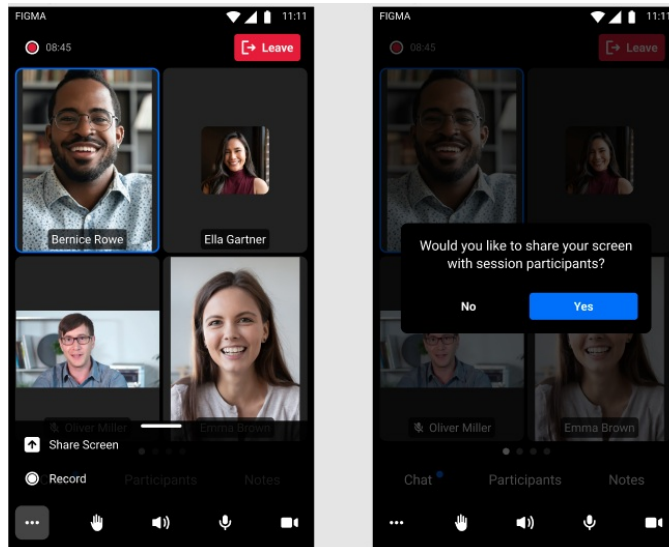 FIGMA
11:11
08:45
Leave
Bernice Rowe
Ella Gartner
Oliver Miller
Emma Brown
Share Screen
Record
Participants
Notes
FIGMA
11:11
08:45
Leave
Would you like to share your screen
with session participants?
No
Yes
Oliver Miller
Emma Brown
Chat
Participants
Notes